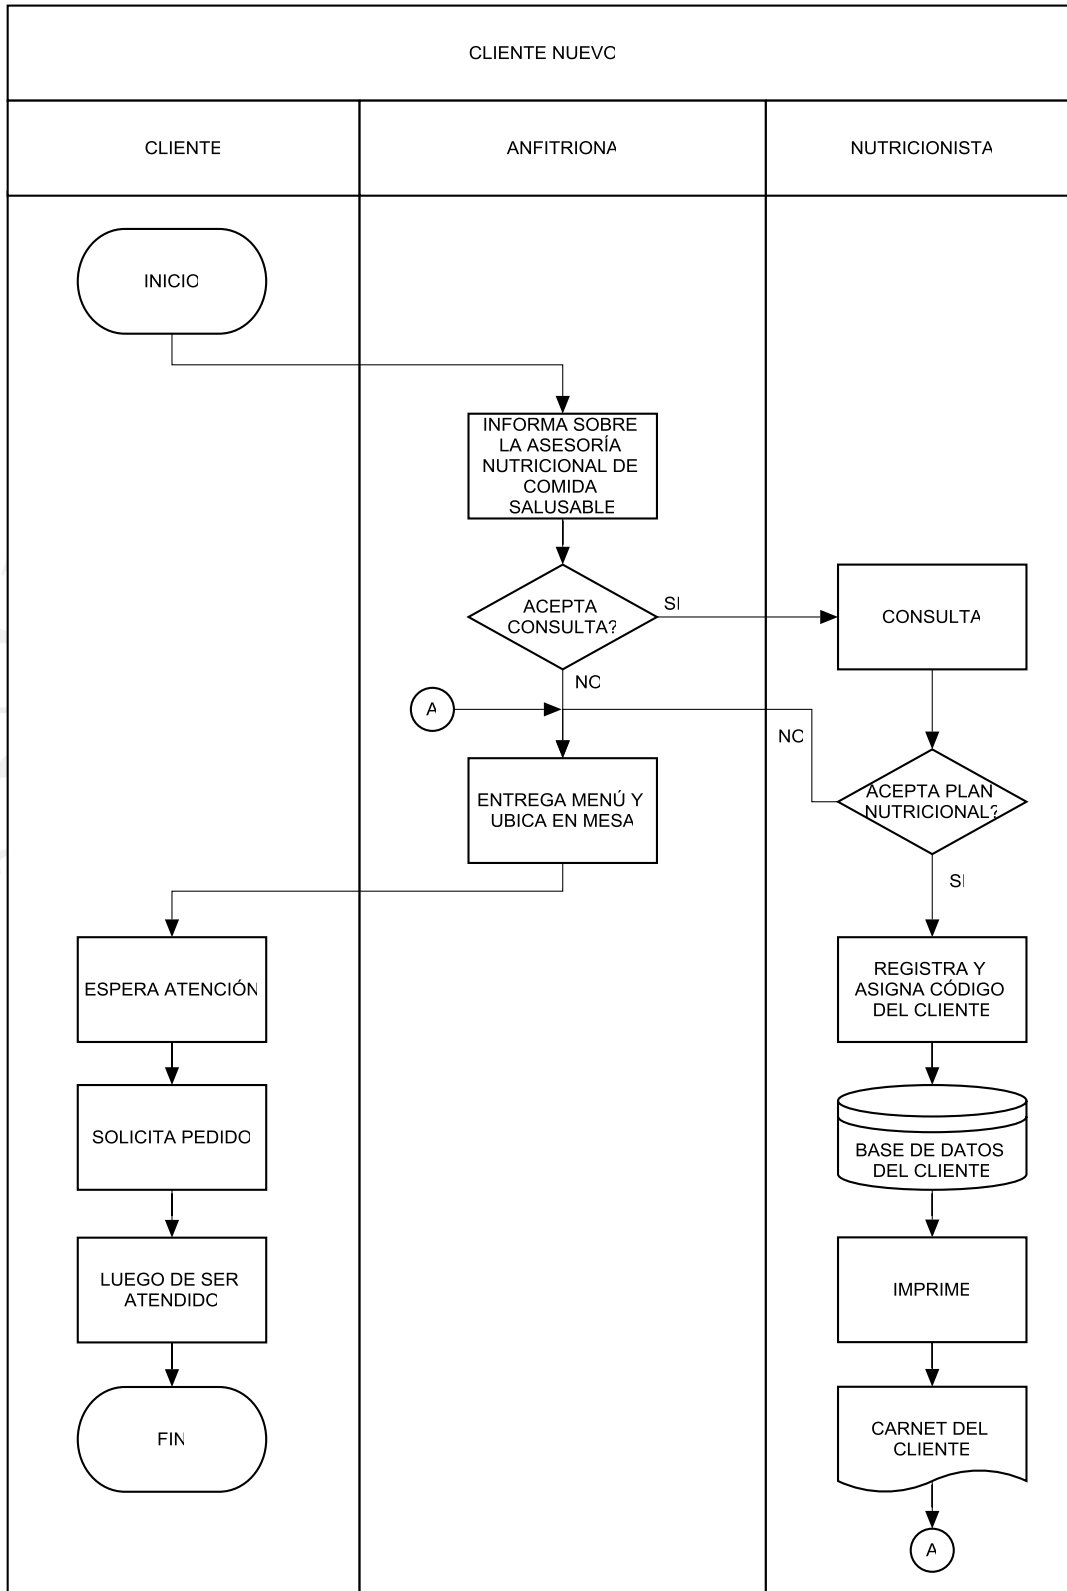 CLIENTE NUEVO
CLIENTE
ANFITRIONA
NUTRICIONISTA
INICIO
INFORMA SOBRE
LA ASESORÍA
NUTRICIONAL DE
COMIDA
SALUSABLE
ACEPTA
CONSULTA?
SI
CONSULTA
NO
A
NO
ACEPTA PLAN
NUTRICIONAL?
ENTREGA MENÚ Y
UBICA EN MESA
SI
ESPERA ATENCIÓN
REGISTRA Y
ASIGNA CÓDIGO
DEL CLIENTE
SOLICITA PEDIDO
BASE DE DATOS
DEL CLIENTE
LUEGO DE SER
ATENDIDO
IMPRIME
FIN
CARNET DEL
CLIENTE
A